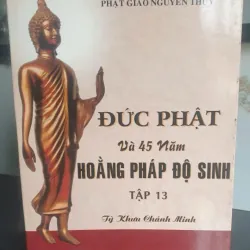 PHẬT GIÁO NGUYÊN THỦY
ĐỨC PHẬT
Và 45 Năm
HOẰNG PHÁP ĐỘ SINH
TẬP 13
Tỳ Khưu Chánh Minh